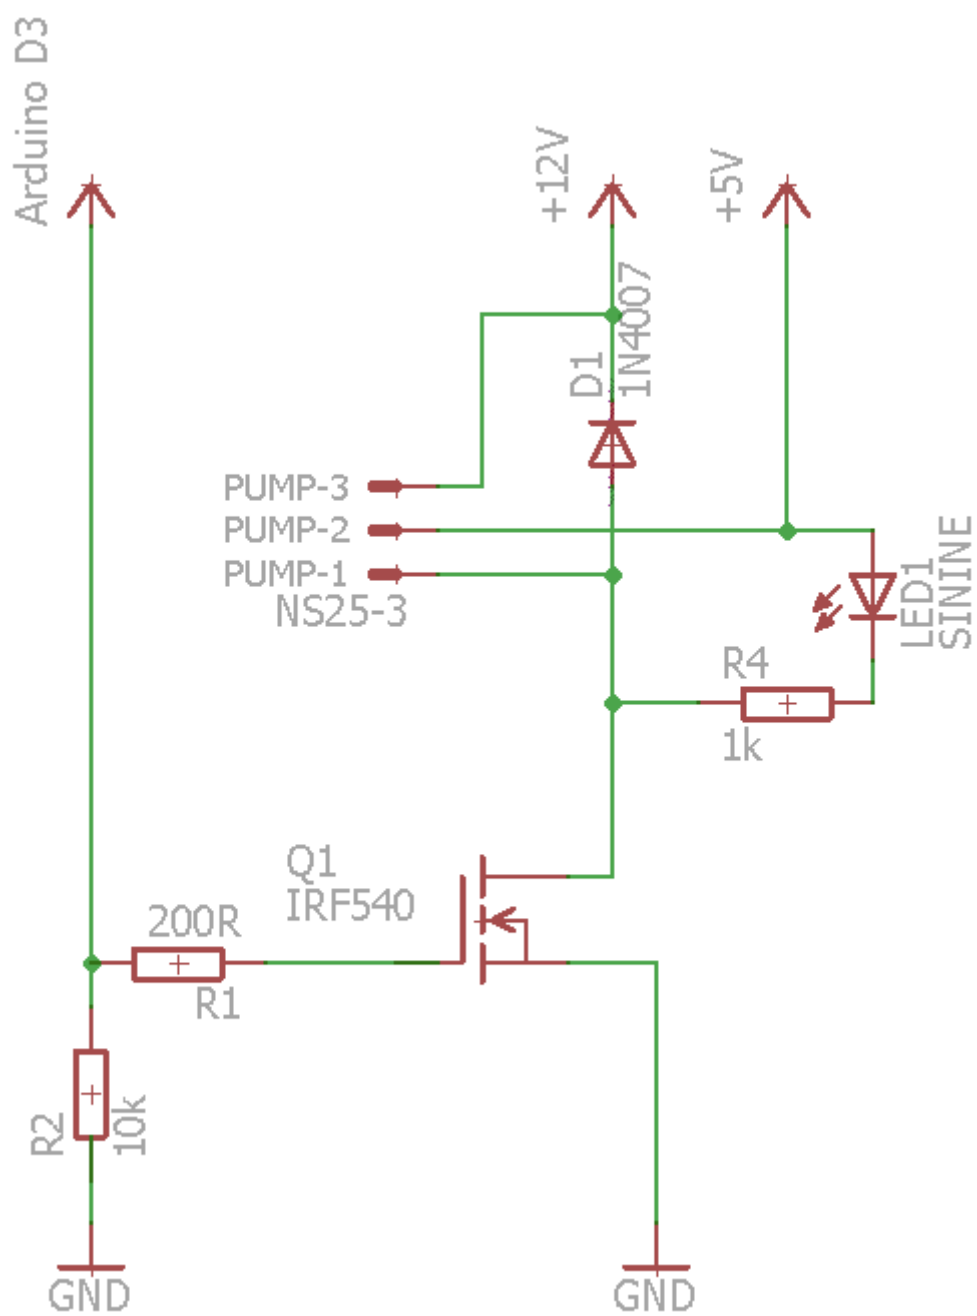 Arduino D3
+12V
+5V
D1
1N4007
PUMP-3
PUMP-2
PUMP-1
NS25-3
LED1
SININE
R4
1k
Q1
IRF540
200R
R1
R2
10k
GND
GND